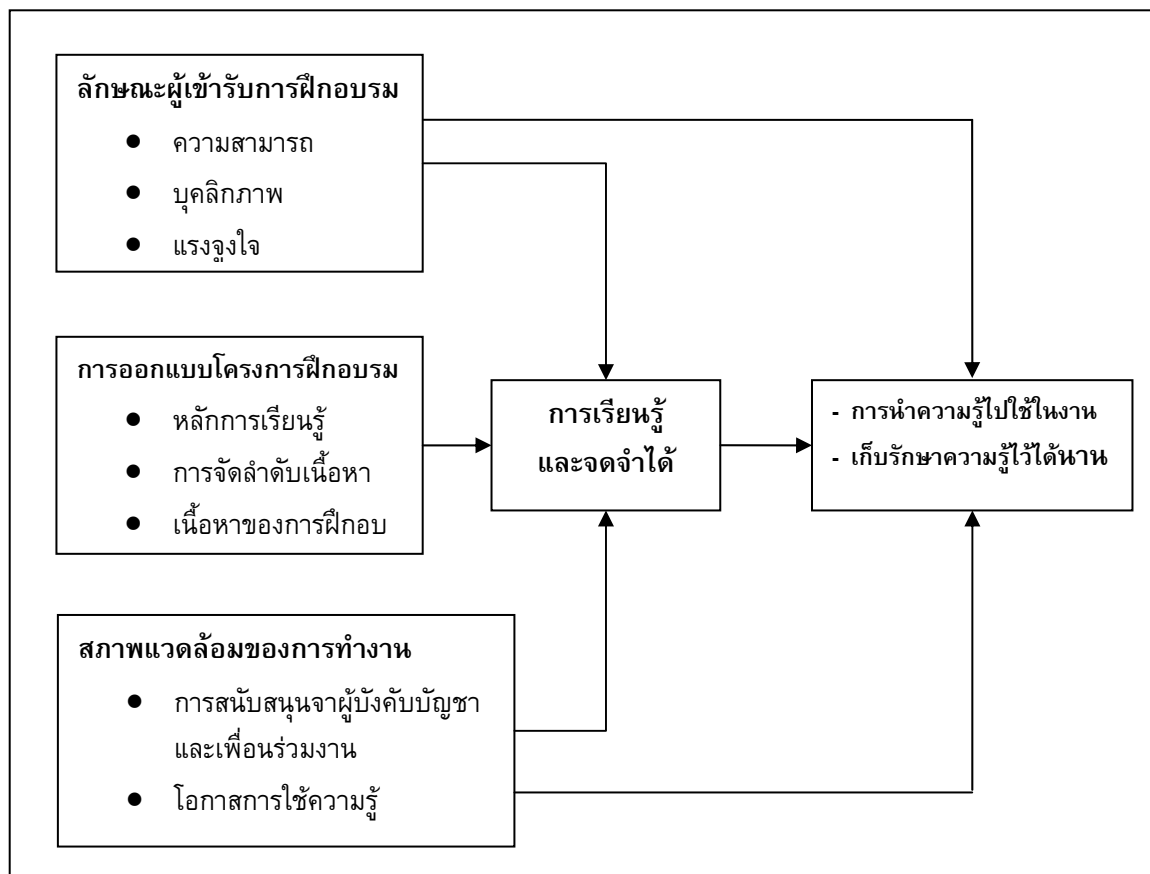 ลักษณะผู้เข้ารับการฝึกอบรม
● ความสามารถ
● บุคลิกภาพ
● แรงจูงใจ
การออกแบบโครงการฝึกอบรม
● หลักการเรียนรู้
● การจัดลำดับเนื้อหา
● เนื้อหาของการฝึกอบ
สภาพแวดล้อมของการทำงาน
● การสนับสนุนจาผู้บังคับบัญชา
และเพื่อนร่วมงาน
● โอกาสการใช้ความรู้
การเรียนรู้
และจดจำได้
- การนำความรู้ไปใช้ในงาน
- เก็บรักษาความรู้ไว้ได้นาน